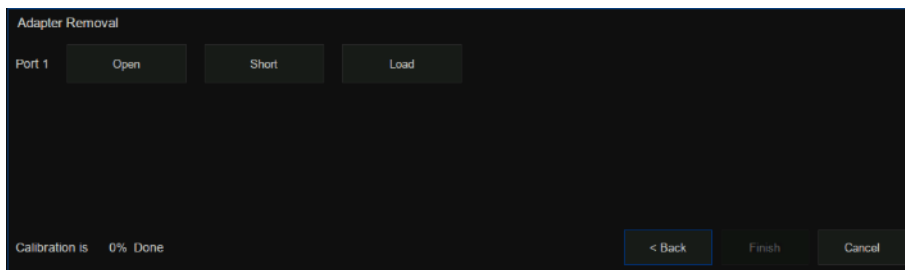 Adapter Removal
Port 1 Open Short Load
Calibration is 0% Done < Back Finish Cancel